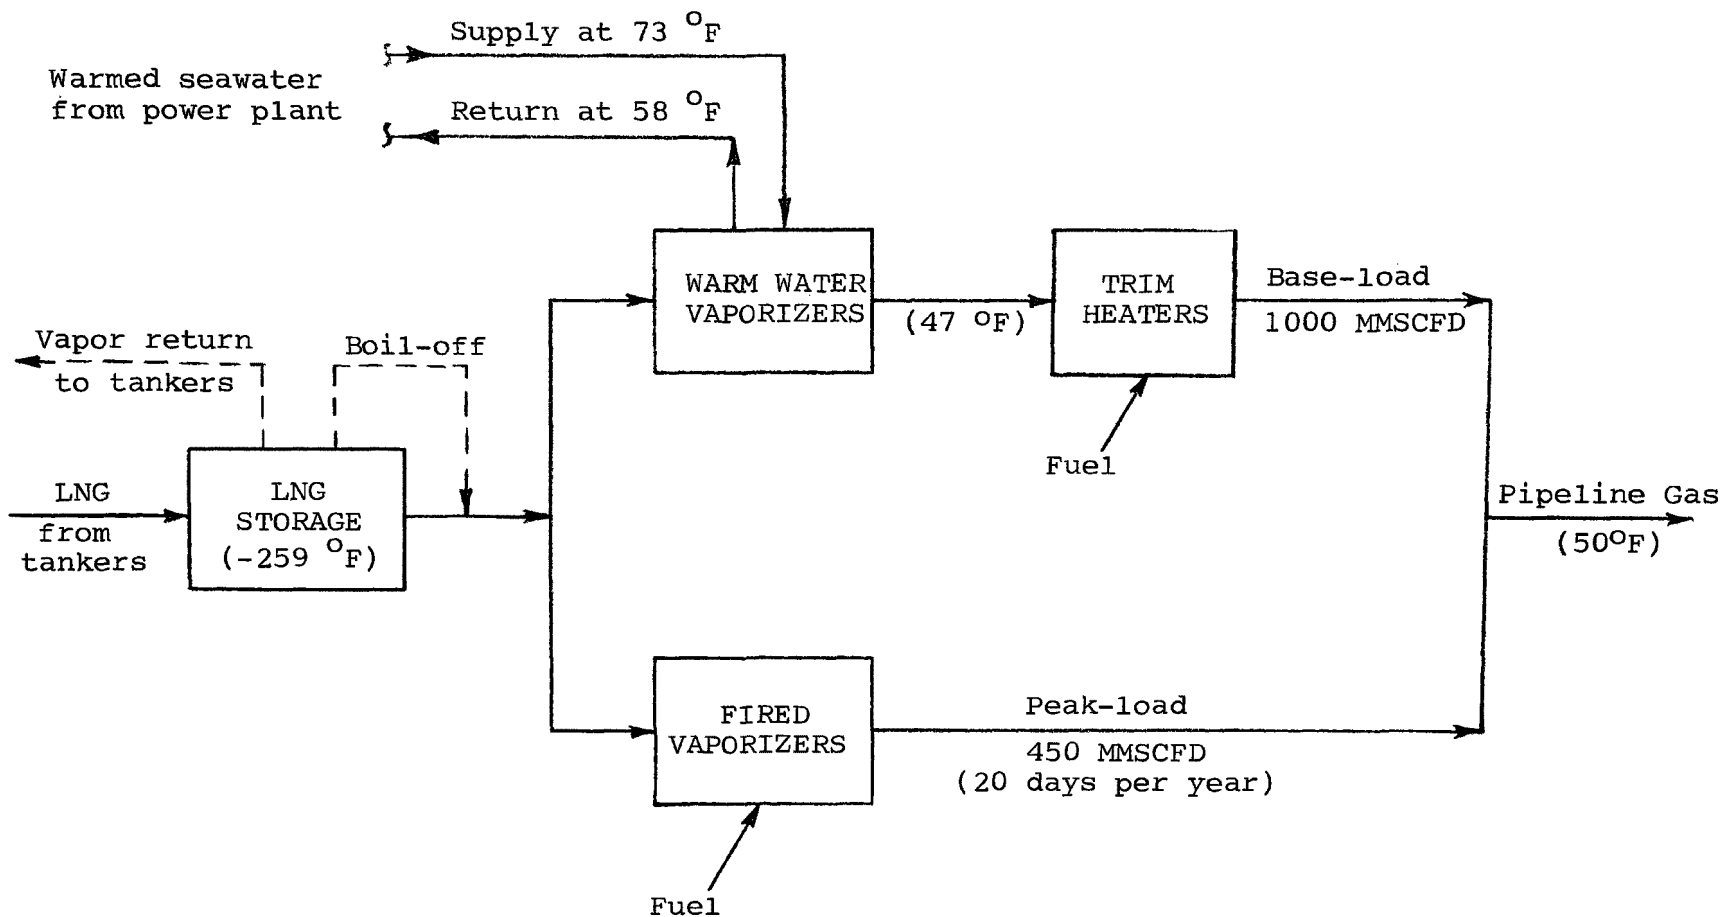 Supply at 73 °F
Warmed seawater
from power plant
Return at 58 °F
WARM WATER
VAPORIZERS
(47 °F)
TRIM
HEATERS
Base-load
1000 MMSCFD
Fuel
Vapor return
to tankers
Boil-off
LNG
from
tankers
LNG
STORAGE
(-259 °F)
Pipeline Gas
(50°F)
FIRED
VAPORIZERS
Peak-load
450 MMSCFD
(20 days per year)
Fuel